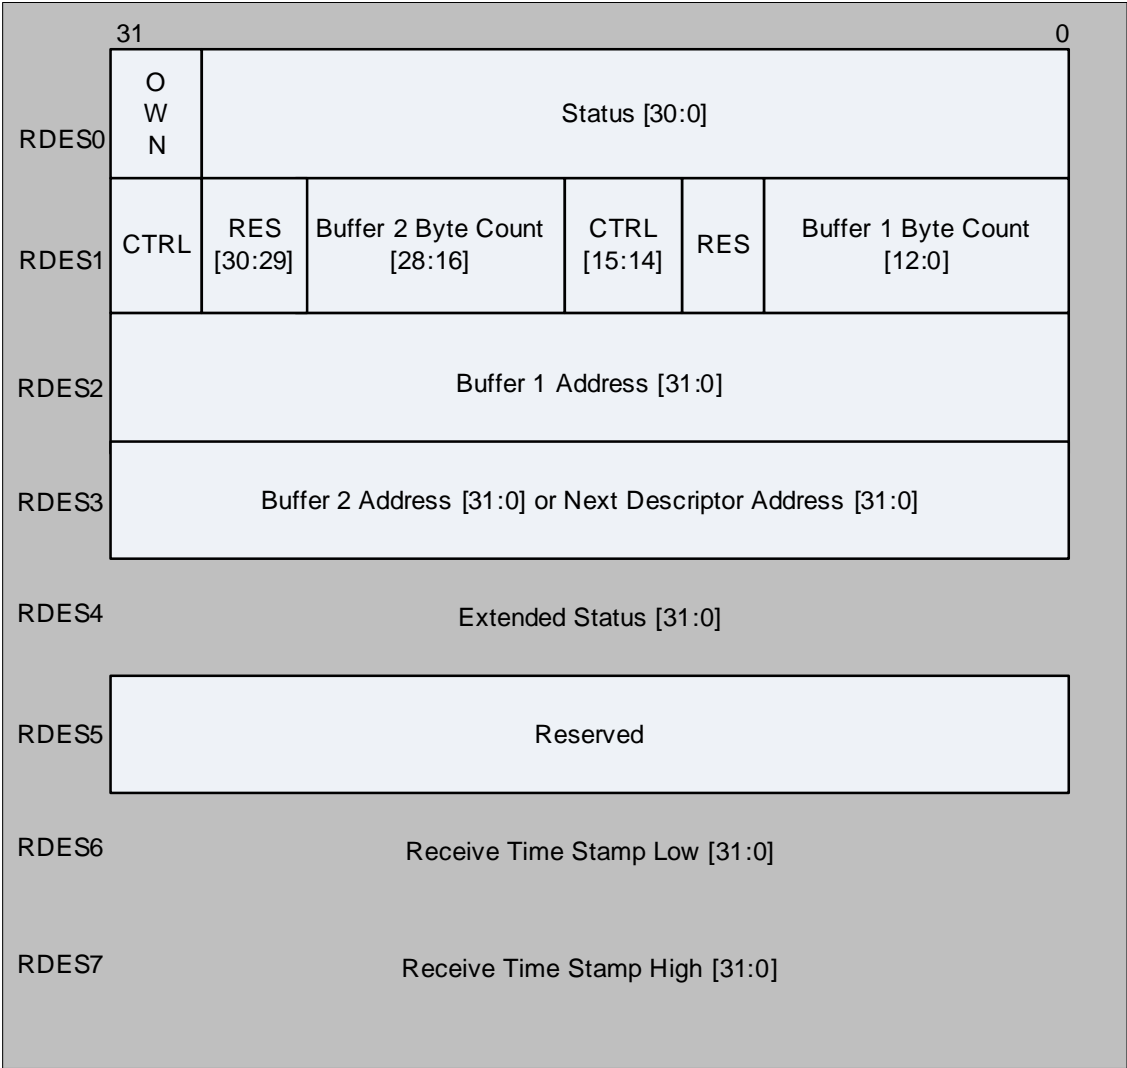 31 0
O
W
N
Status [30:0]
RDES0
CTRL
RES
[30:29]
Buffer 2 Byte Count
[28:16]
CTRL
[15:14]
RES
Buffer 1 Byte Count
[12:0]
RDES1
Buffer 1 Address [31:0]
RDES2
Buffer 2 Address [31:0] or Next Descriptor Address [31:0]
RDES3
RDES4
Extended Status [31:0]
RDES5
Reserved
RDES6
Receive Time Stamp Low [31:0]
RDES7
Receive Time Stamp High [31:0]